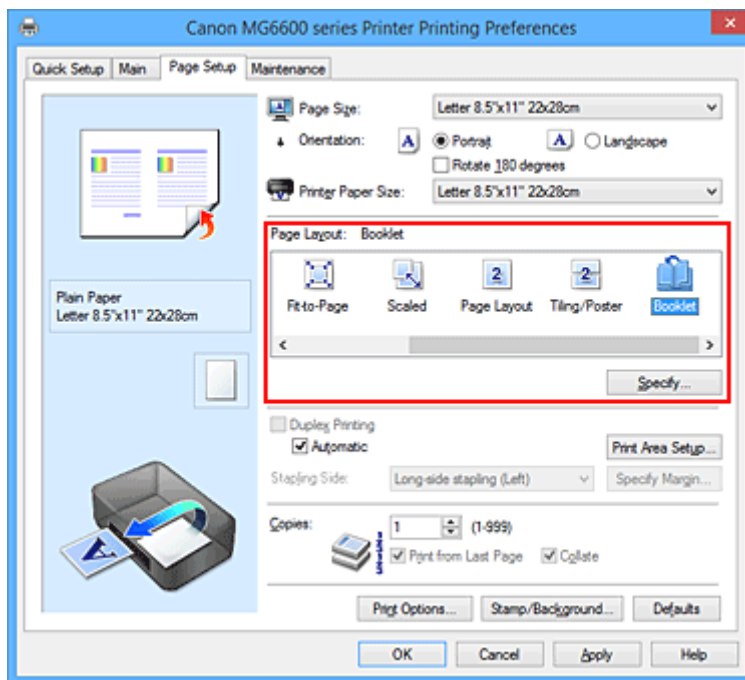 Canon MG6600 series Printer Printing Preferences
Quick Setup Main Page Setup Maintenance
Page Size: Letter 8.5"x11" 22x28cm
Orientation: A Portrait A Landscape
Rotate 180 degrees
Printer Paper Size: Letter 8.5"x11" 22x28cm
Page Layout: Booklet
Fit-to-Page Scaled Page Layout Tiling/Poster Booklet
Specify...
Plain Paper
Letter 8.5"x11" 22x28cm
Duplex Printing
Automatic
Print Area Setup...
Stapling Side: Long-side stapling (Left) Specify Margin...
Copies: 1 (1-999)
Print from Last Page Collate
Print Options... Stamp/Background... Defaults
OK Cancel Apply Help